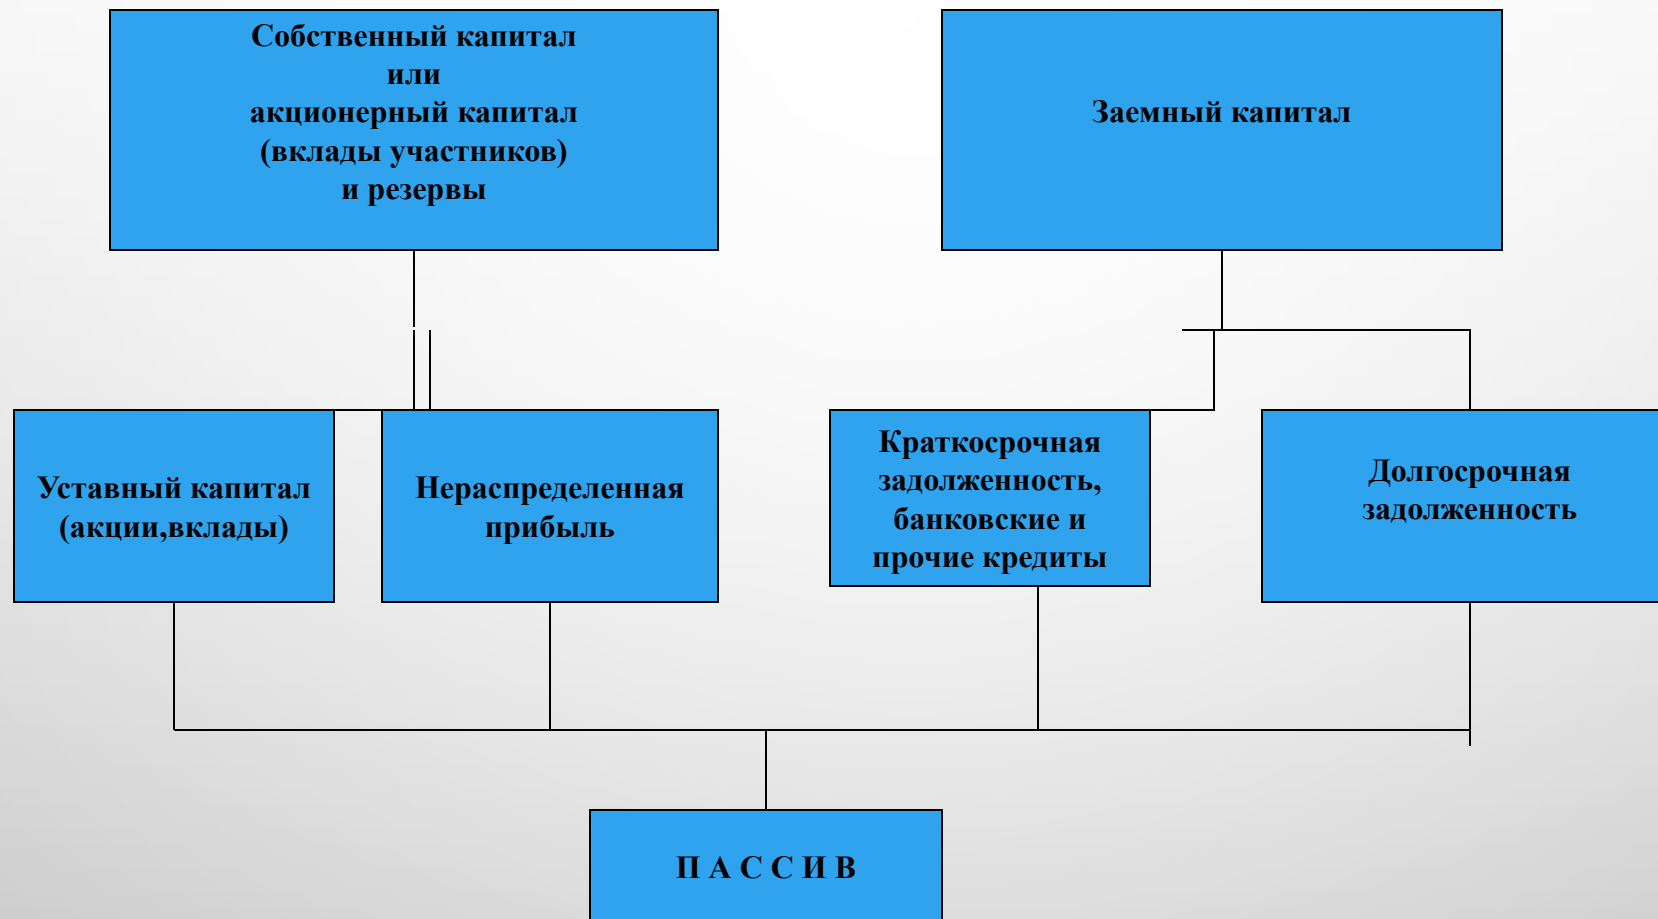 Собственный капитал
или
акционерный капитал
(вклады участников)
и резервы
Заемный капитал
Уставный капитал
(акции,вклады)
Нераспределенная
прибыль
Краткосрочная
задолженность,
банковские и
прочие кредиты
Долгосрочная
задолженность
П А С С И В